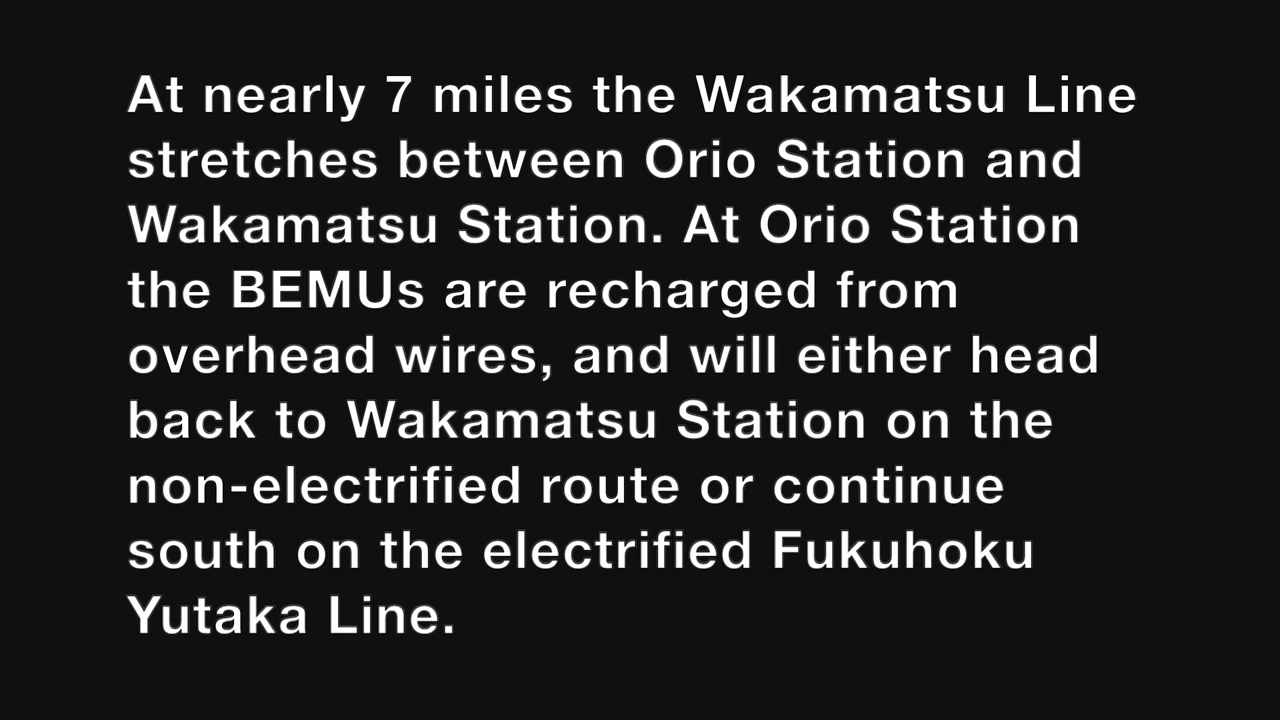 At nearly 7 miles the Wakamatsu Line
stretches between Orio Station and
Wakamatsu Station. At Orio Station
the BEMUs are recharged from
overhead wires, and will either head
back to Wakamatsu Station on the
non-electrified route or continue
south on the electrified Fukuhoku
Yutaka Line.